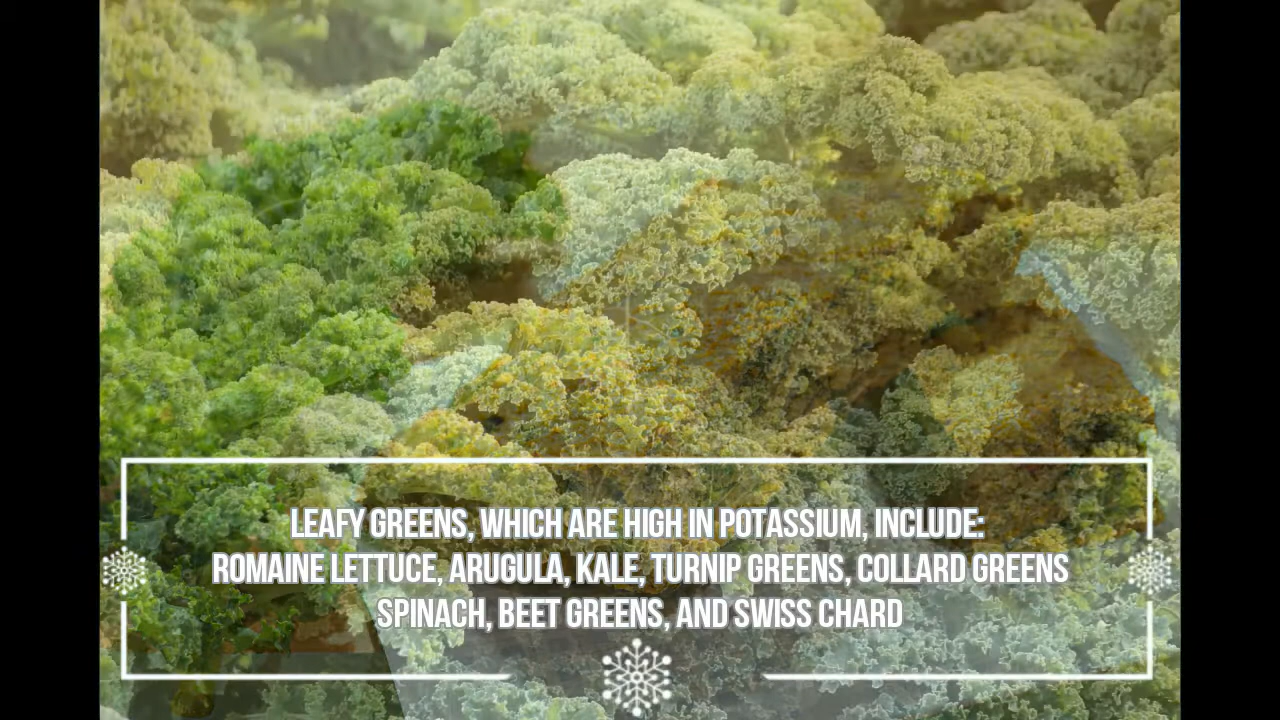 LEAFY GREENS, WHICH ARE HIGH IN POTASSIUM, INCLUDE:
ROMAINE LETTUCE, ARUGULA, KALE, TURNIP GREENS, COLLARD GREENS
SPINACH, BEET GREENS, AND SWISS CHARD